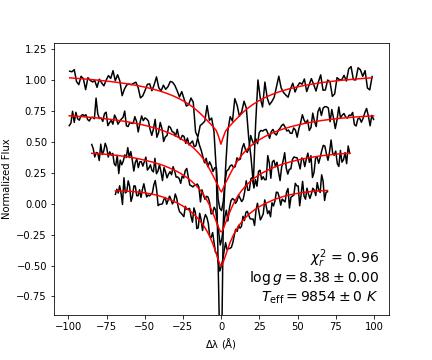 1.25
1.00
0.75
0.50
0.25
0.00
−0.25
−0.50
−0.75
Normalized Flux
−100 −75 −50 −25 0 25 50 75 100
Δλ (Å)
χ²ᵣ = 0.96
log g = 8.38 ± 0.00
T_eff = 9854 ± 0 K